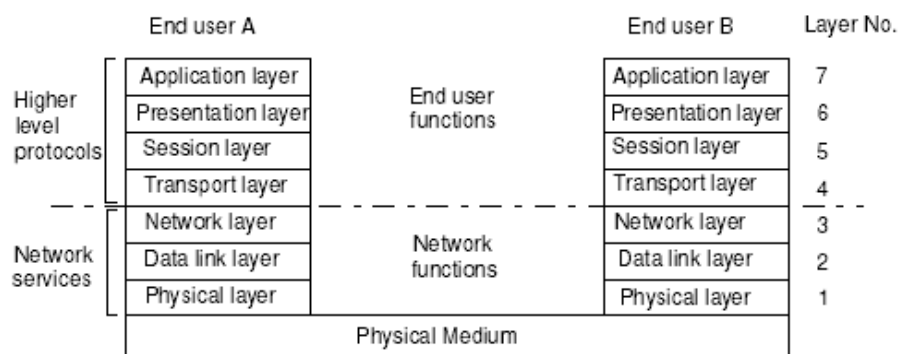 End user A End user B Layer No.
Application layer Application layer 7
Higher level protocols
End user functions
Presentation layer Presentation layer 6
Session layer Session layer 5
Transport layer Transport layer 4
Network layer Network layer 3
Network services
Network functions
Data link layer Data link layer 2
Physical layer Physical layer 1
Physical Medium